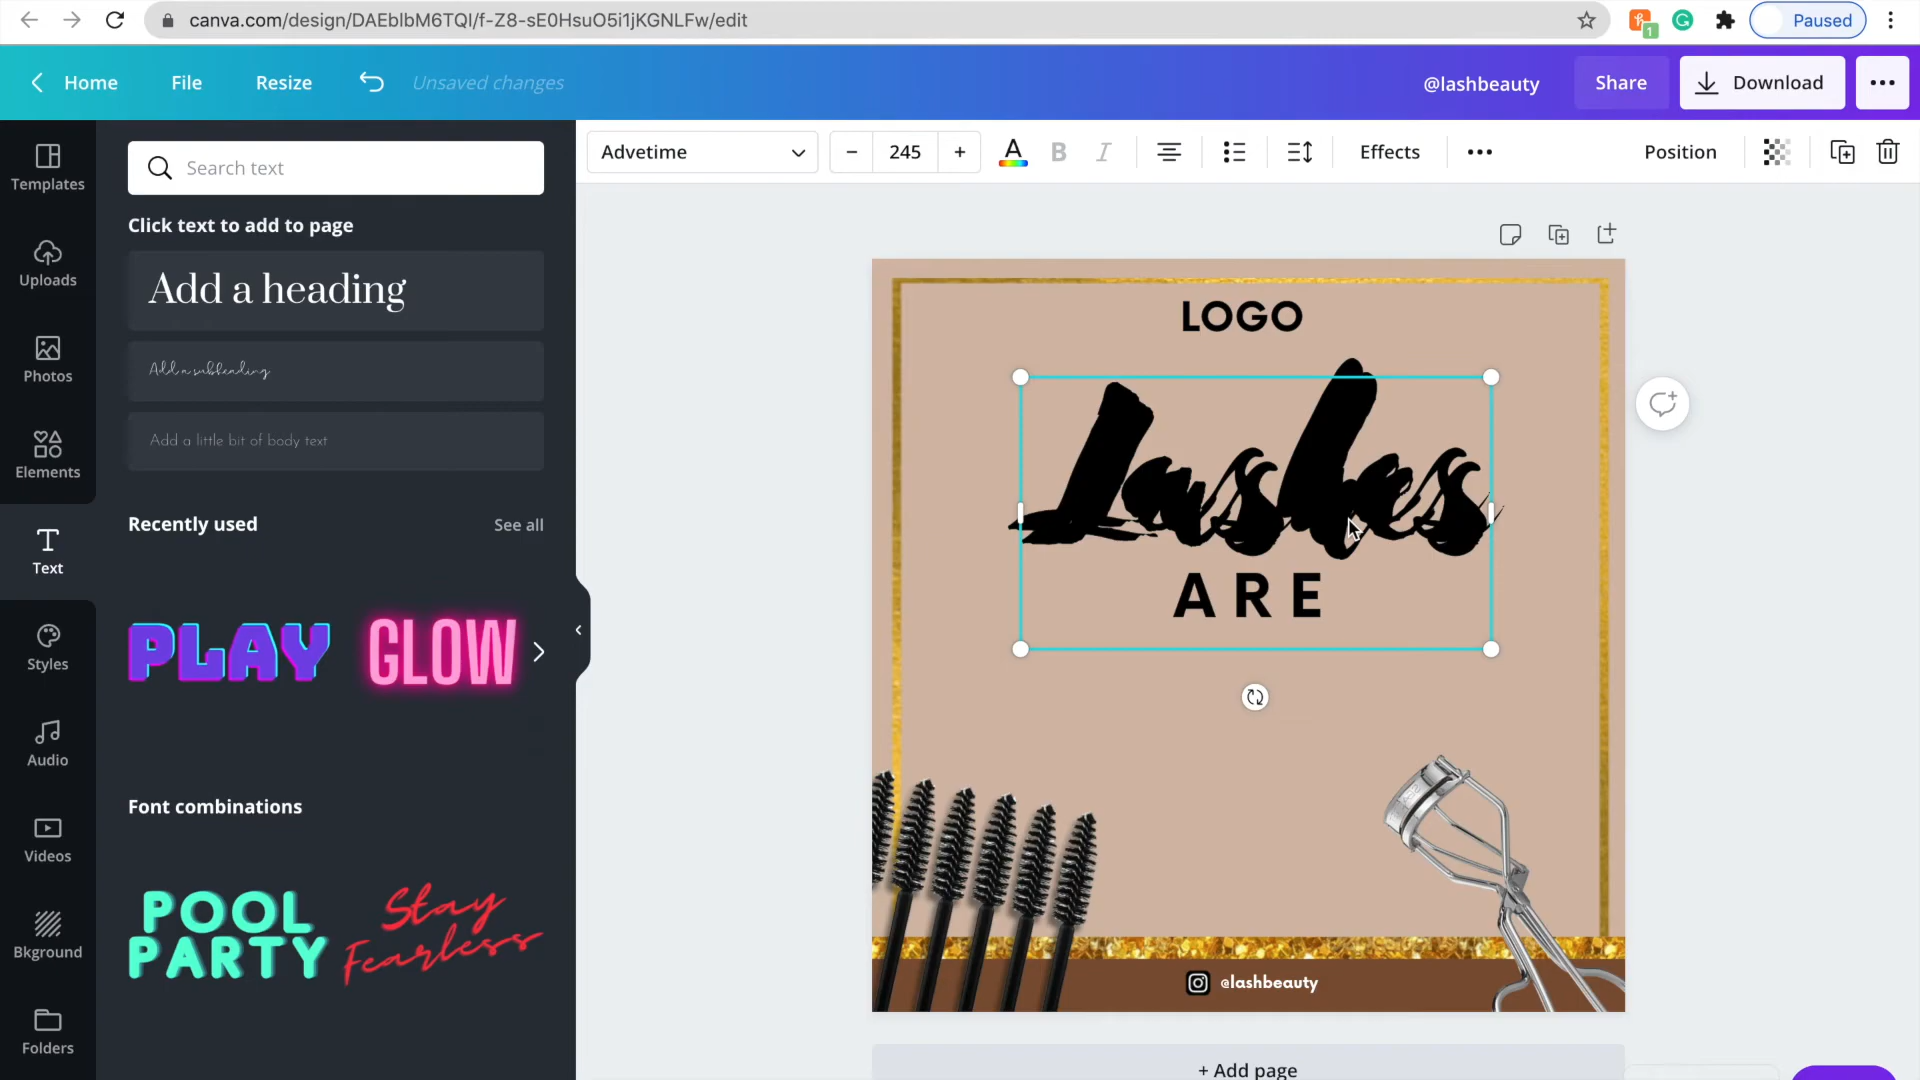 canva.com/design/DAEblbM6TQI/f-Z8-sE0HsuO5i1jKGNLFw/edit
1
Paused
Home
File
Resize
Unsaved changes
@lashbeauty
Share
Download
Templates
Uploads
Photos
Elements
Text
Styles
Audio
Videos
Bkground
Folders
Search text
Click text to add to page
Add a heading
Add a subheading
Add a little bit of body text
Recently used
See all
PLAY
GLOW
Font combinations
POOL
PARTY
Stay
Fearless
Advetime
245
A
B
I
Effects
Position
LOGO
Lashes
ARE
@lashbeauty
+ Add page